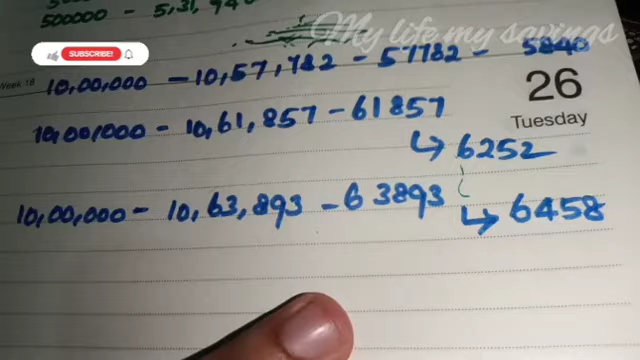 500000 - 5,31,940
My life my savings
SUBSCRIBE!
Week 18
10,00,000 - 10,57,782 - 57782 - 5840
26
Tuesday
10,00,000 - 10,61,857 - 61857
↳ 6252
10,00,000 - 10,63,893 - 63893
↳ 6458